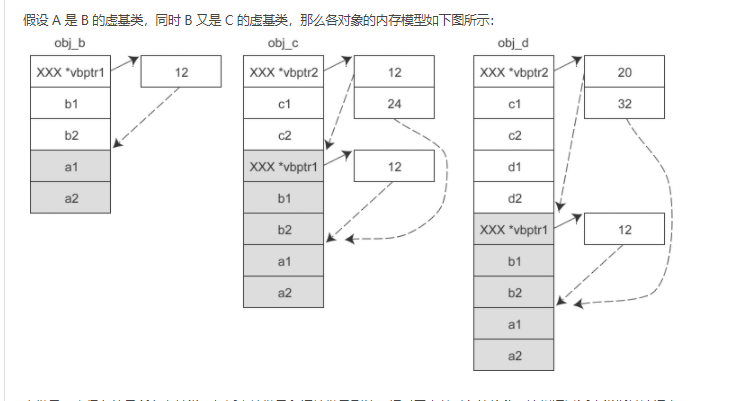 假设 A 是 B 的虚基类，同时 B 又是 C 的虚基类，那么各对象的内存模型如下图所示：
obj_b
obj_c
obj_d
XXX *vbptr1
12
b1
b2
a1
a2
XXX *vbptr2
12
c1
24
c2
XXX *vbptr1
12
b1
b2
a1
a2
XXX *vbptr2
20
c1
32
c2
d1
d2
XXX *vbptr1
12
b1
b2
a1
a2